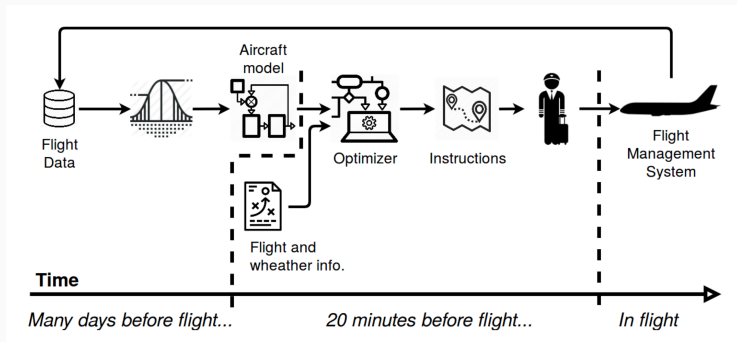 Aircraft
model
Flight
Data
Optimizer
Instructions
Flight
Management
System
Flight and
wheather info.
Time
Many days before flight...
20 minutes before flight...
In flight